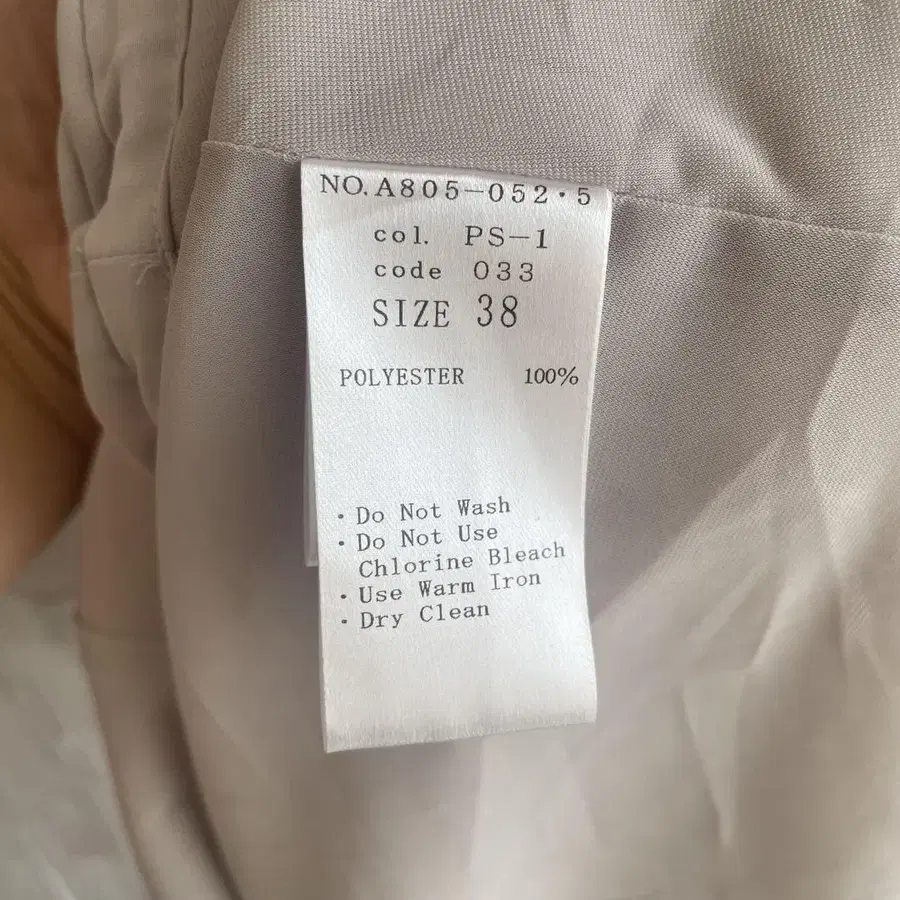 NO. A805-052・5
col. PS-1
code 033
SIZE 38
POLYESTER 100%
・Do Not Wash
・Do Not Use
Chlorine Bleach
・Use Warm Iron
・Dry Clean